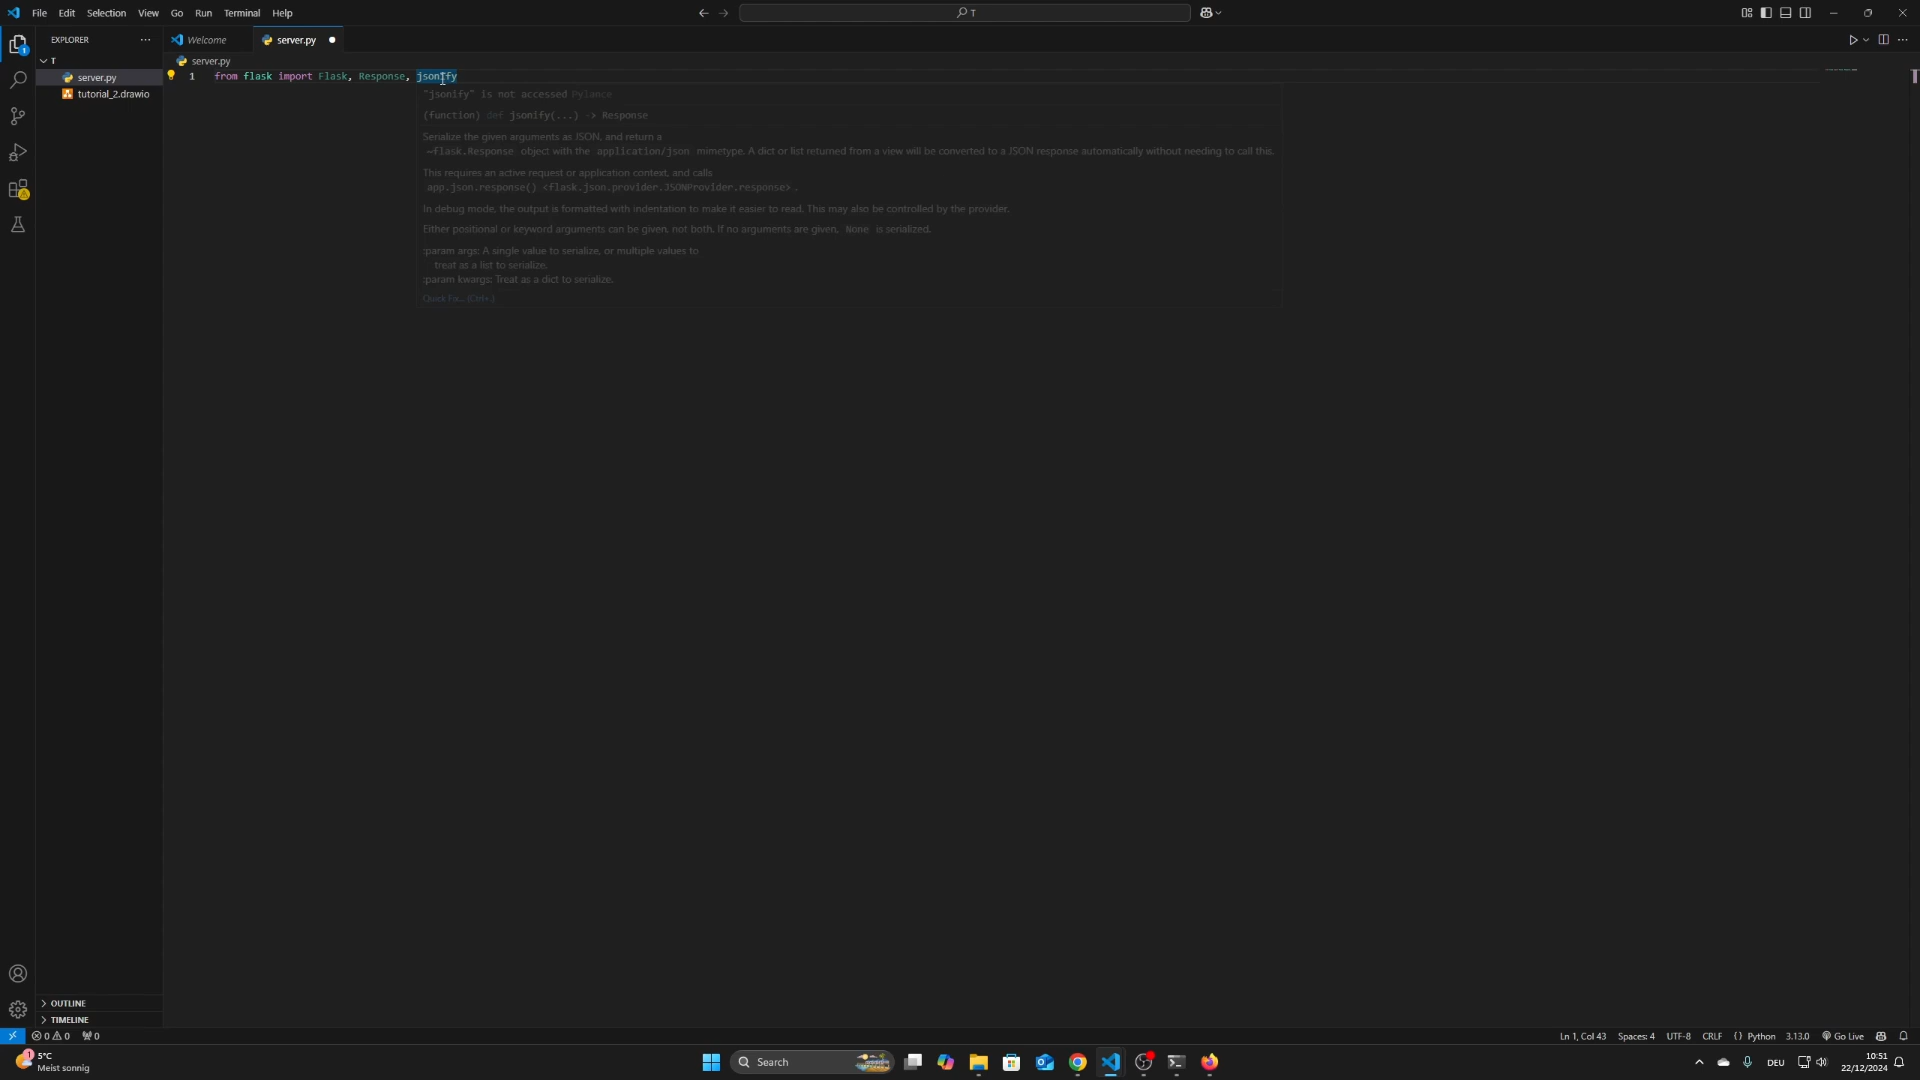 File Edit Selection View Go Run Terminal Help
T
EXPLORER
Welcome
server.py
T
server.py
tutorial_2.drawio
server.py
1 from flask import Flask, Response, jsonify
"jsonify" is not accessed Pylance
(function) def jsonify(...) -> Response
Serialize the given arguments as JSON, and return a
~flask.Response object with the application/json mimetype. A dict or list returned from a view will be converted to a JSON response automatically without needing to call this.
This requires an active request or application context, and calls
app.json.response() <flask.json.provider.JSONProvider.response> .
In debug mode, the output is formatted with indentation to make it easier to read. This may also be controlled by the provider.
Either positional or keyword arguments can be given, not both. If no arguments are given, None is serialized.
:param args: A single value to serialize, or multiple values to
treat as a list to serialize.
:param kwargs: Treat as a dict to serialize.
Quick Fix... (Ctrl+.)
OUTLINE
TIMELINE
0 0 0
Ln 1, Col 43 Spaces: 4 UTF-8 CRLF { } Python 3.13.0 Go Live
1
5°C
Meist sonnig
Search
DEU
10:51
22/12/2024